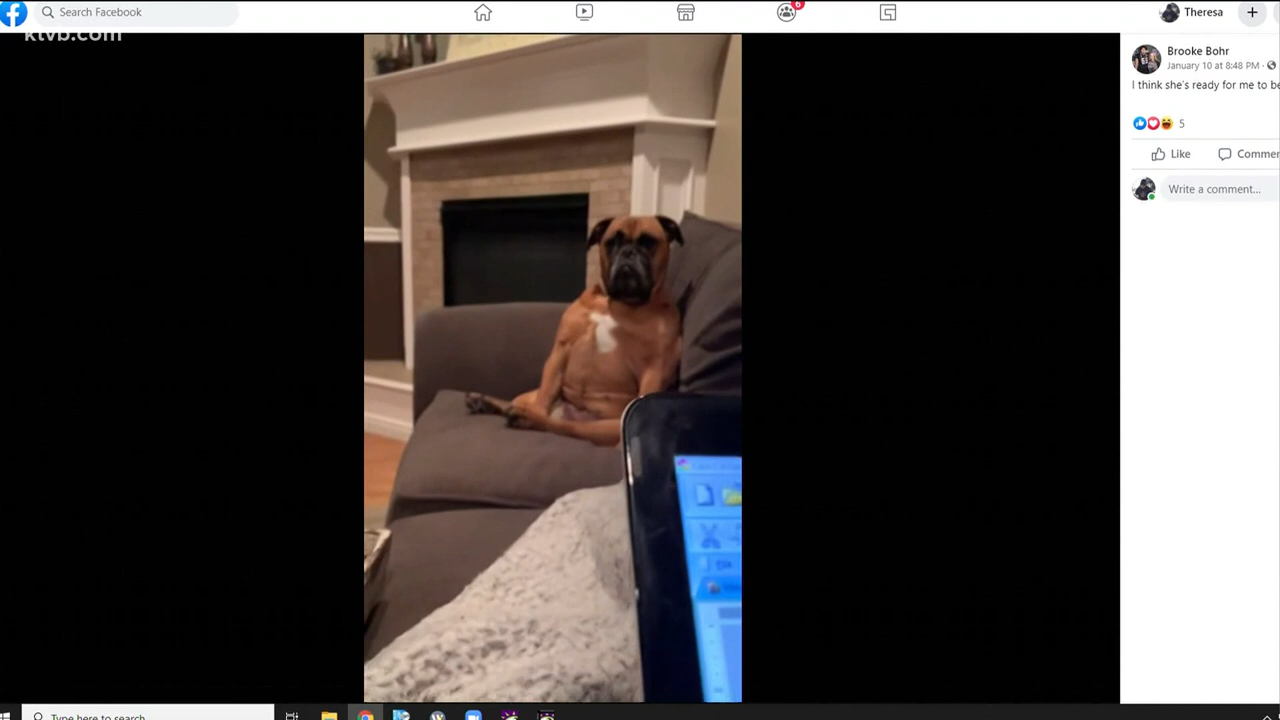 Search Facebook
6
Theresa
ktvb.com
Brooke Bohr
January 10 at 8:48 PM ·
I think she's ready for me to be
5
Like
Commen
Write a comment...
Type here to search